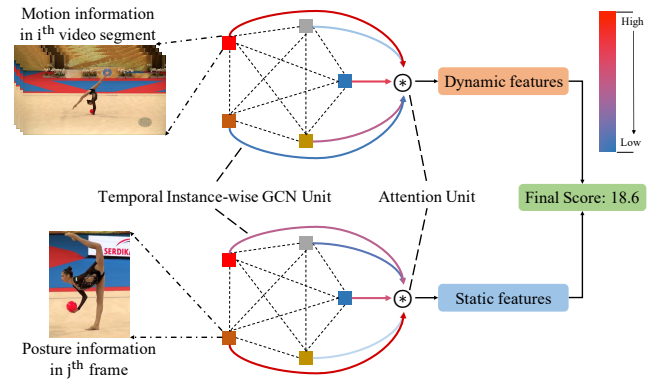 Motion information
in i^th video segment
High
Low
Dynamic features
Temporal Instance-wise GCN Unit
Attention Unit
Final Score: 18.6
SERDIKA
Static features
Posture information
in j^th frame